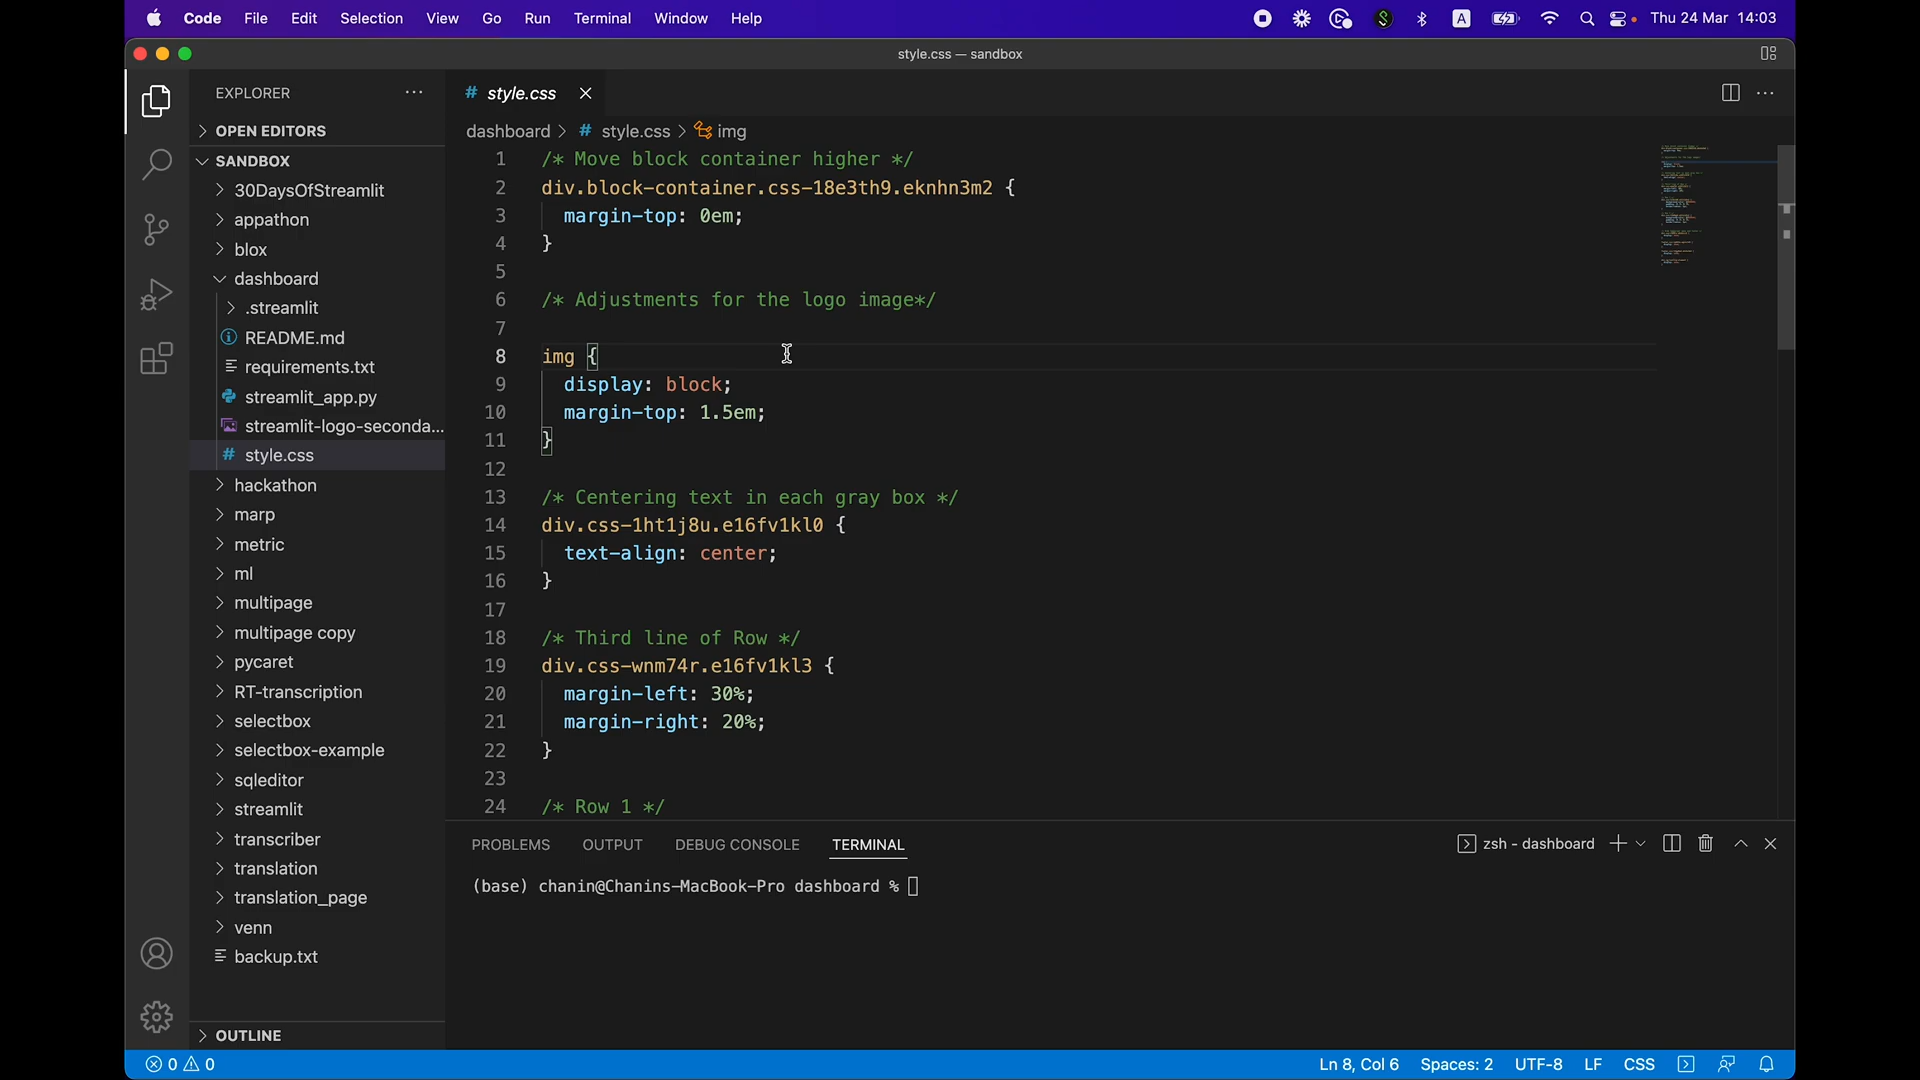 Code File Edit Selection View Go Run Terminal Window Help
A Thu 24 Mar 14:03
style.css — sandbox
EXPLORER
OPEN EDITORS
SANDBOX
30DaysOfStreamlit
appathon
blox
dashboard
.streamlit
README.md
requirements.txt
streamlit_app.py
streamlit-logo-seconda...
# style.css
hackathon
marp
metric
ml
multipage
multipage copy
pycaret
RT-transcription
selectbox
selectbox-example
sqleditor
streamlit
transcriber
translation
translation_page
venn
backup.txt
OUTLINE
# style.css
dashboard > # style.css > img
1 /* Move block container higher */
2 div.block-container.css-18e3th9.eknhn3m2 {
3 margin-top: 0em;
4 }
5
6 /* Adjustments for the logo image*/
7
8 img {
9 display: block;
10 margin-top: 1.5em;
11 }
12
13 /* Centering text in each gray box */
14 div.css-1ht1j8u.e16fv1kl0 {
15 text-align: center;
16 }
17
18 /* Third line of Row */
19 div.css-wnm74r.e16fv1kl3 {
20 margin-left: 30%;
21 margin-right: 20%;
22 }
23
24 /* Row 1 */
PROBLEMS OUTPUT DEBUG CONSOLE TERMINAL
zsh - dashboard
(base) chanin@Chanins-MacBook-Pro dashboard %
0 0
Ln 8, Col 6 Spaces: 2 UTF-8 LF CSS